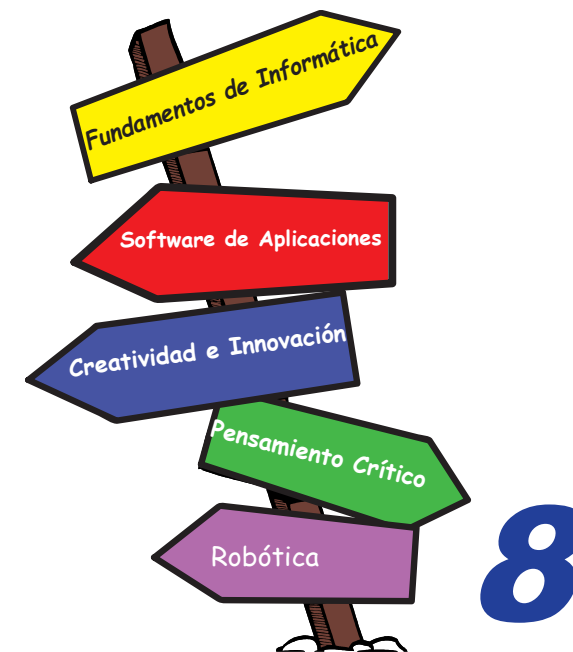 Fundamentos de Informática
Software de Aplicaciones
Creatividad e Innovación
Pensamiento Crítico
Robótica
8